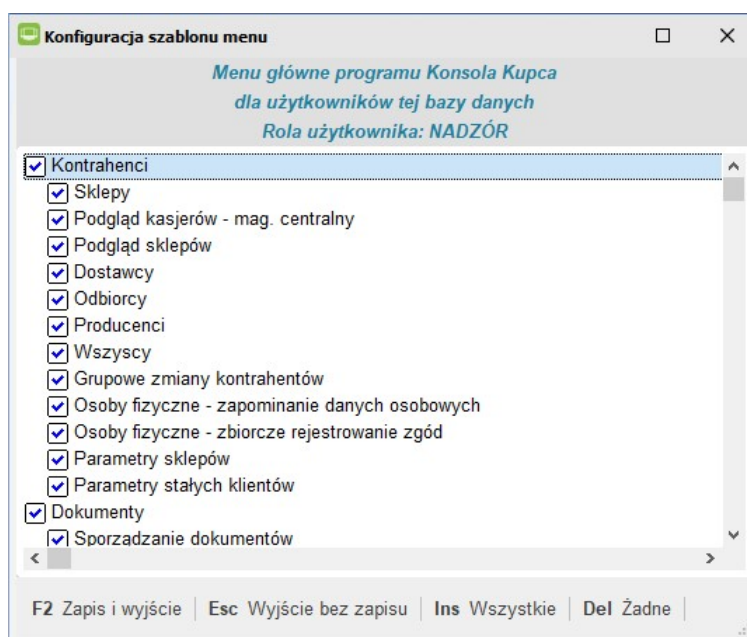 Konfiguracja szablonu menu
Menu główne programu Konsola Kupca
dla użytkowników tej bazy danych
Rola użytkownika: NADZÓR
Kontrahenci
Sklepy
Podgląd kasjerów - mag. centralny
Podgląd sklepów
Dostawcy
Odbiorcy
Producenci
Wszyscy
Grupowe zmiany kontrahentów
Osoby fizyczne - zapominanie danych osobowych
Osoby fizyczne - zbiorcze rejestrowanie zgód
Parametry sklepów
Parametry stałych klientów
Dokumenty
Sporządzanie dokumentów
F2 Zapis i wyjście | Esc Wyjście bez zapisu | Ins Wszystkie | Del Żadne |